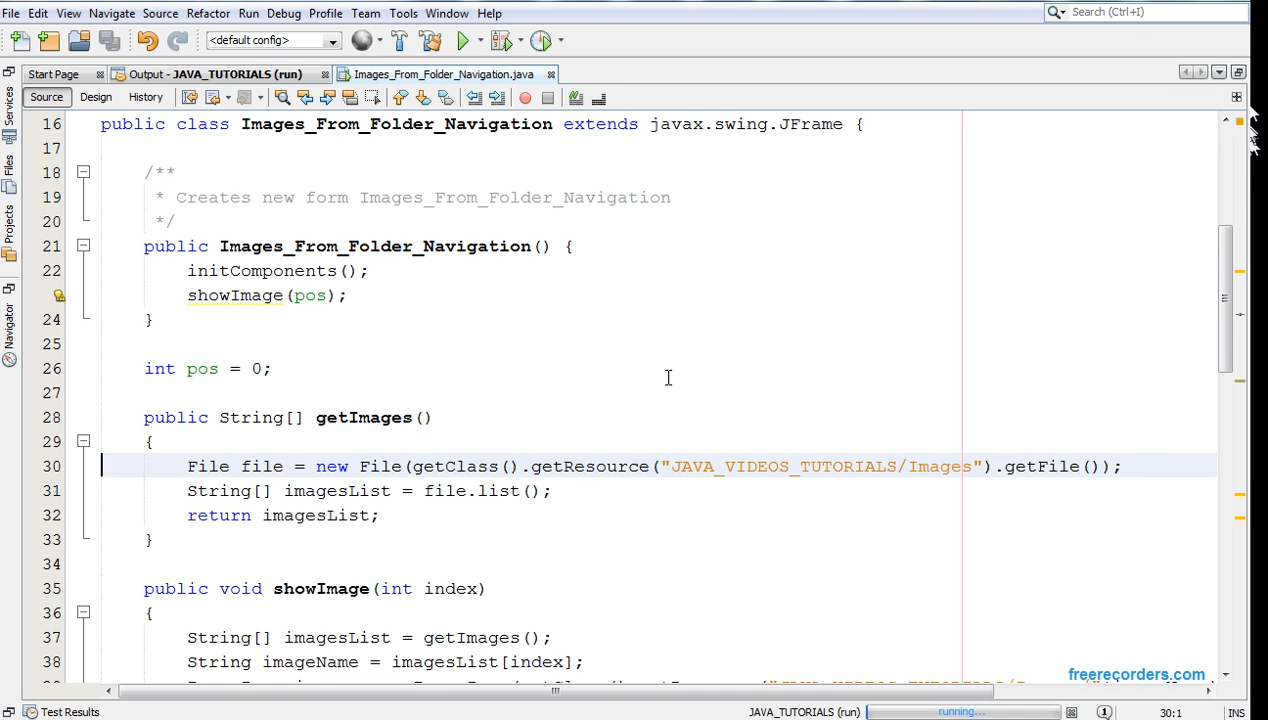 File Edit View Navigate Source Refactor Run Debug Profile Team Tools Window Help
Search (Ctrl+I)
<default config>
Start Page
Output - JAVA_TUTORIALS (run)
Images_From_Folder_Navigation.java
Source Design History
Services
Files
Projects
Navigator
16 public class Images_From_Folder_Navigation extends javax.swing.JFrame {
17
18 /**
19 * Creates new form Images_From_Folder_Navigation
20 */
21 public Images_From_Folder_Navigation() {
22 initComponents();
showImage(pos);
24 }
25
26 int pos = 0;
27
28 public String[] getImages()
29 {
30 File file = new File(getClass().getResource("JAVA_VIDEOS_TUTORIALS/Images").getFile());
31 String[] imagesList = file.list();
32 return imagesList;
33 }
34
35 public void showImage(int index)
36 {
37 String[] imagesList = getImages();
38 String imageName = imagesList[index];
freerecorders.com
Test Results
JAVA_TUTORIALS (run)
running...
1
30:1
INS